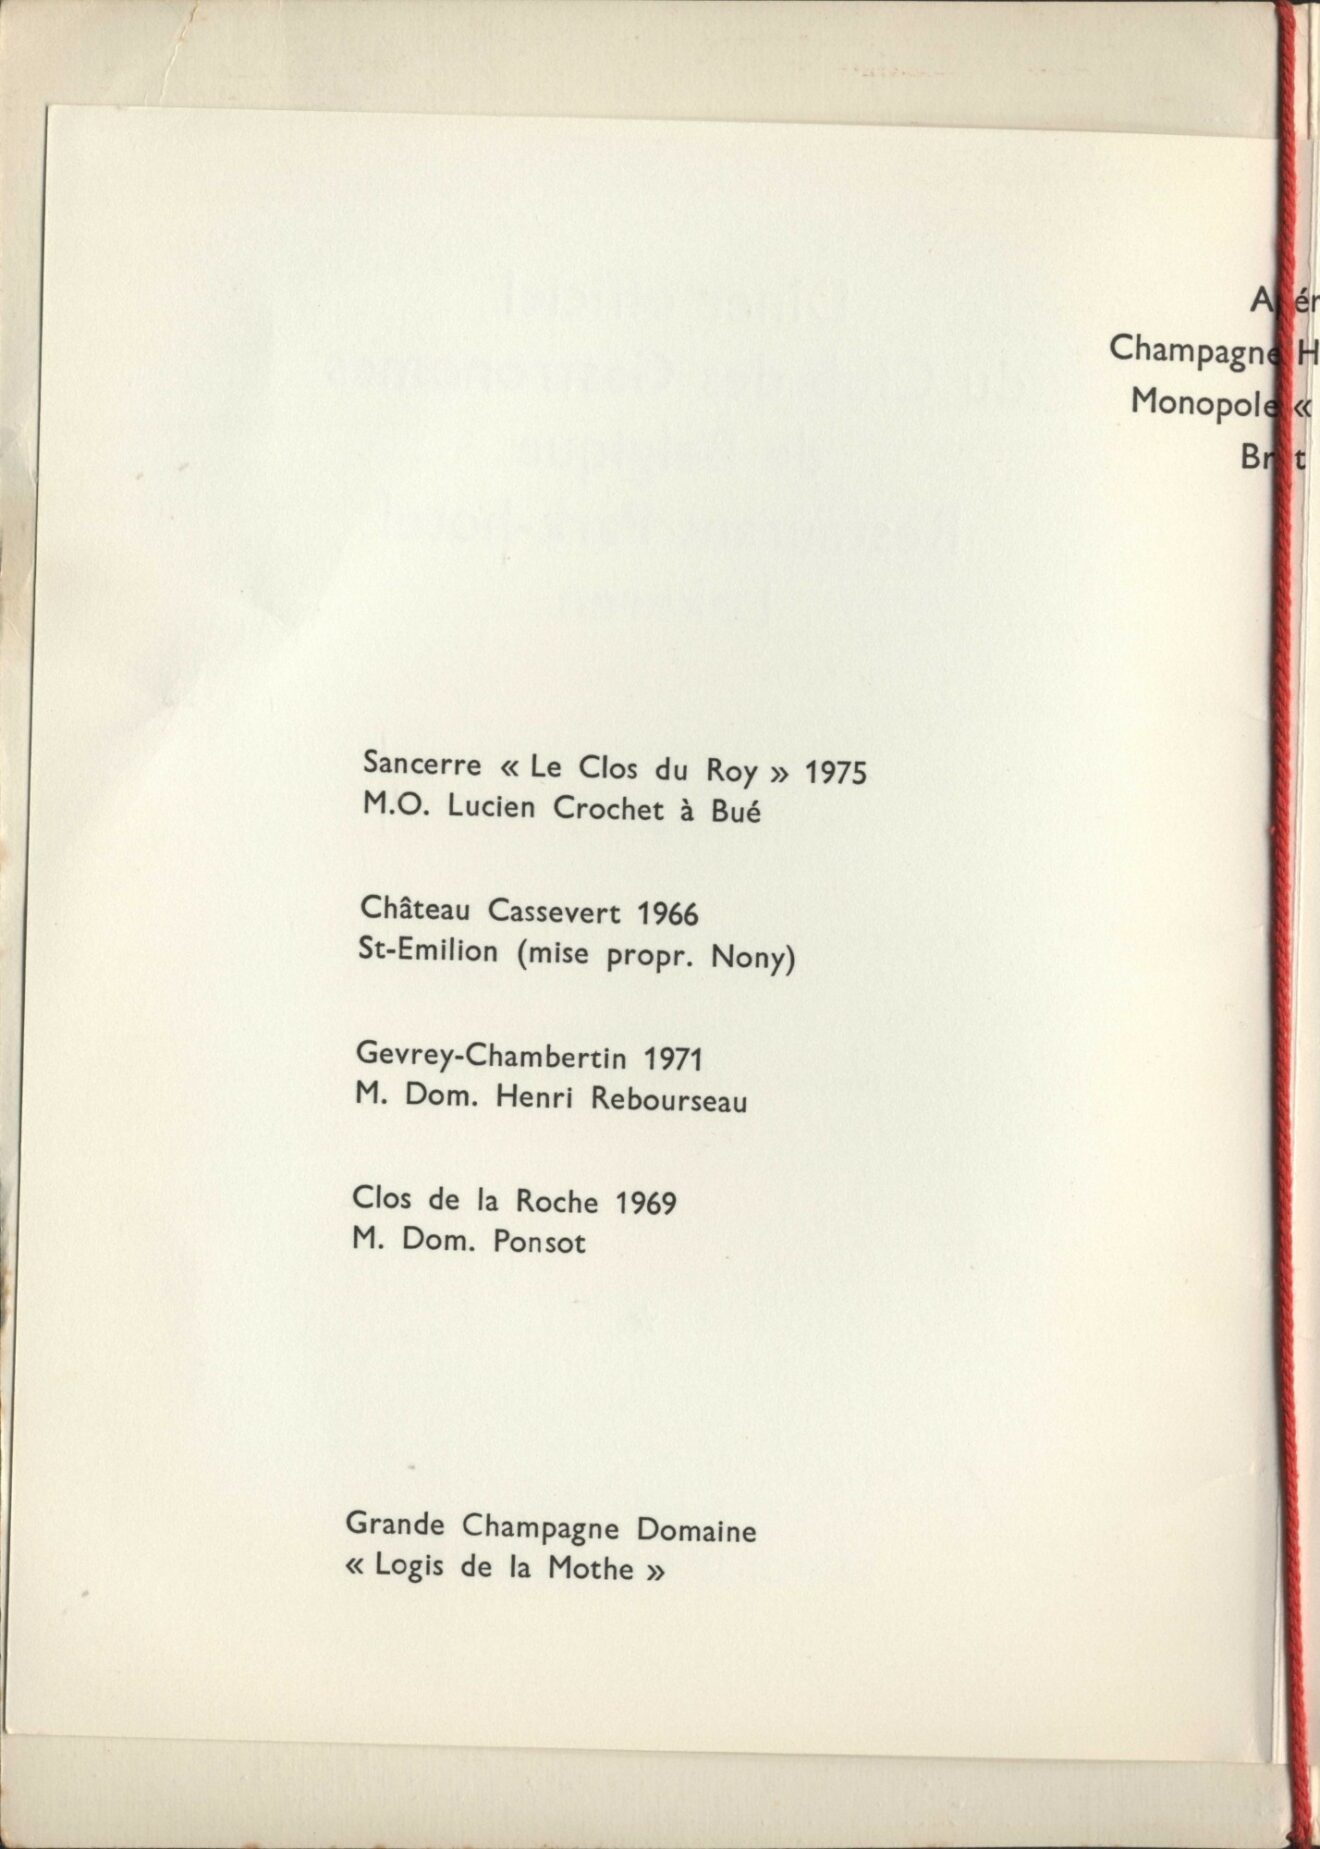 Champagne H
Monopole «
Sancerre « Le Clos du Roy » 1975
M.O. Lucien Crochet à Bué
Château Cassevert 1966
St-Emilion (mise propr. Nony)
Gevrey-Chambertin 1971
M. Dom. Henri Rebourseau
Clos de la Roche 1969
M. Dom. Ponsot
Grande Champagne Domaine
« Logis de la Mothe »